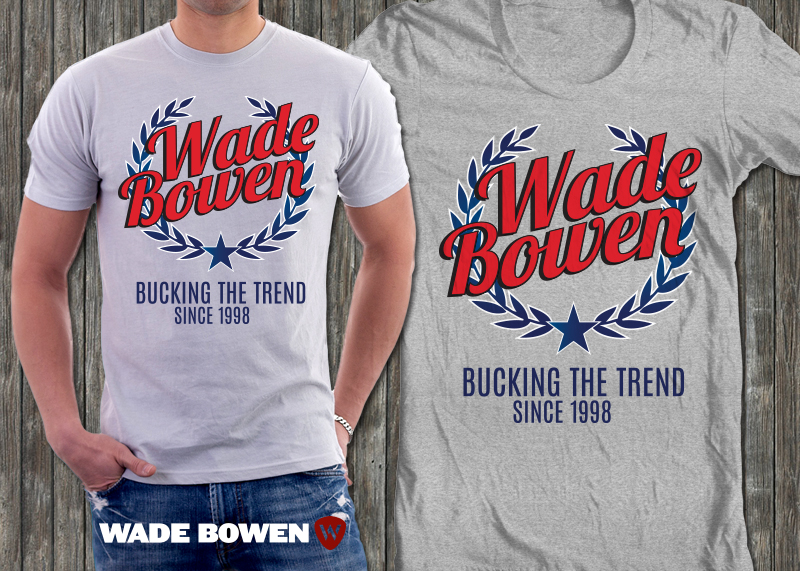 Wade
Bowen
BUCKING THE TREND
SINCE 1998
Wade
Bowen
BUCKING THE TREND
SINCE 1998
WADE BOWEN W